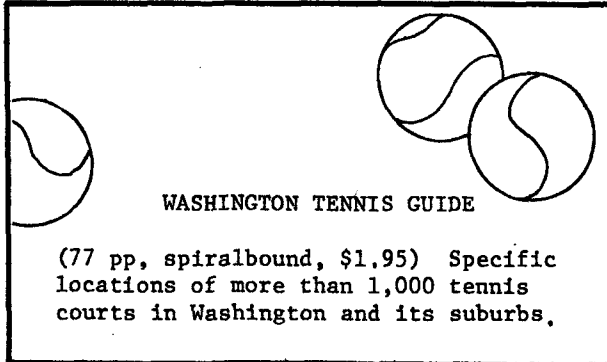 WASHINGTON TENNIS GUIDE
(77 pp, spiralbound, $1.95) Specific
locations of more than 1,000 tennis
courts in Washington and its suburbs.